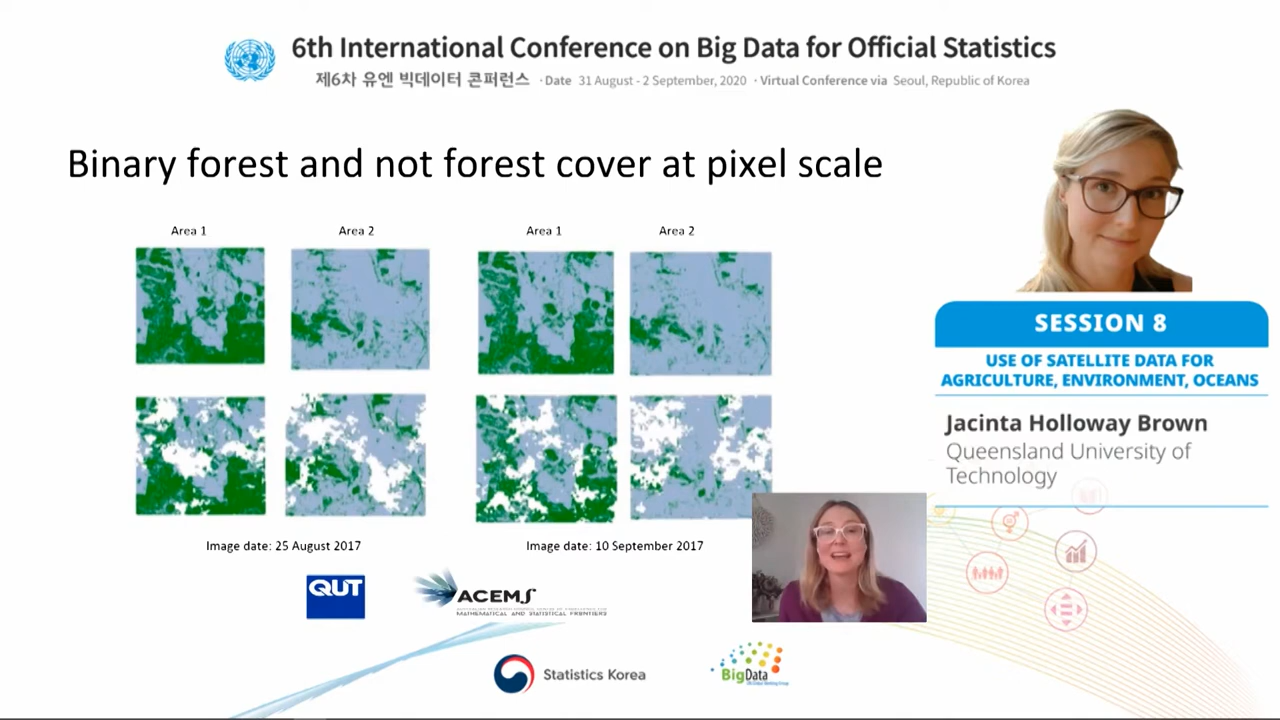 6th International Conference on Big Data for Official Statistics
제6차 유엔 빅데이터 콘퍼런스 · Date 31 August - 2 September, 2020 · Virtual Conference via Seoul, Republic of Korea
Binary forest and not forest cover at pixel scale
Area 1 Area 2 Area 1 Area 2
Image date: 25 August 2017 Image date: 10 September 2017
SESSION 8
USE OF SATELLITE DATA FOR
AGRICULTURE, ENVIRONMENT, OCEANS
Jacinta Holloway Brown
Queensland University of
Technology
QUT
ACEMS
MATHEMATICAL AND STATISTICAL FRONTIERS
Statistics Korea
BigData